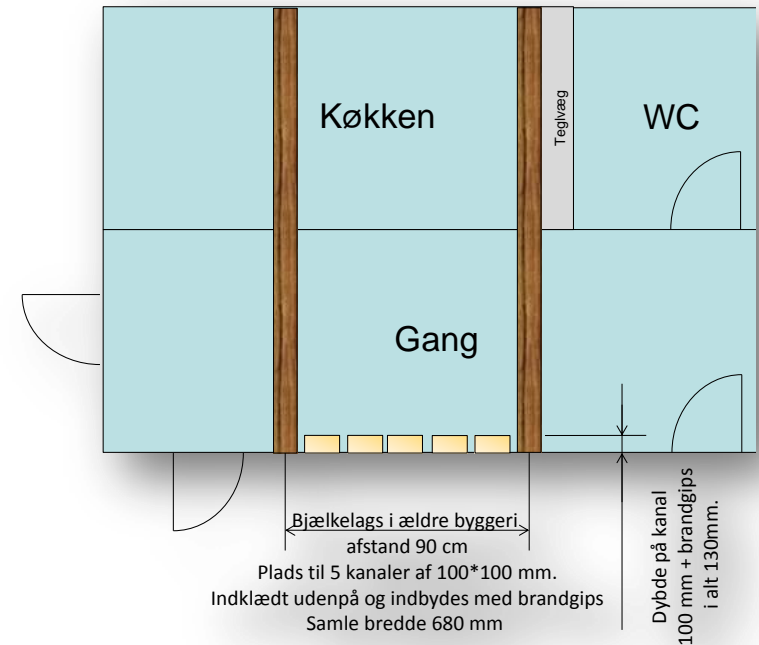 Køkken
Teglvæg
WC
Gang
Bjælkelags i ældre byggeri
afstand 90 cm
Plads til 5 kanaler af 100*100 mm.
Indklædt udenpå og indbydes med brandgips
Samle bredde 680 mm
Dybde på kanal
100 mm + brandgips
i alt 130mm.